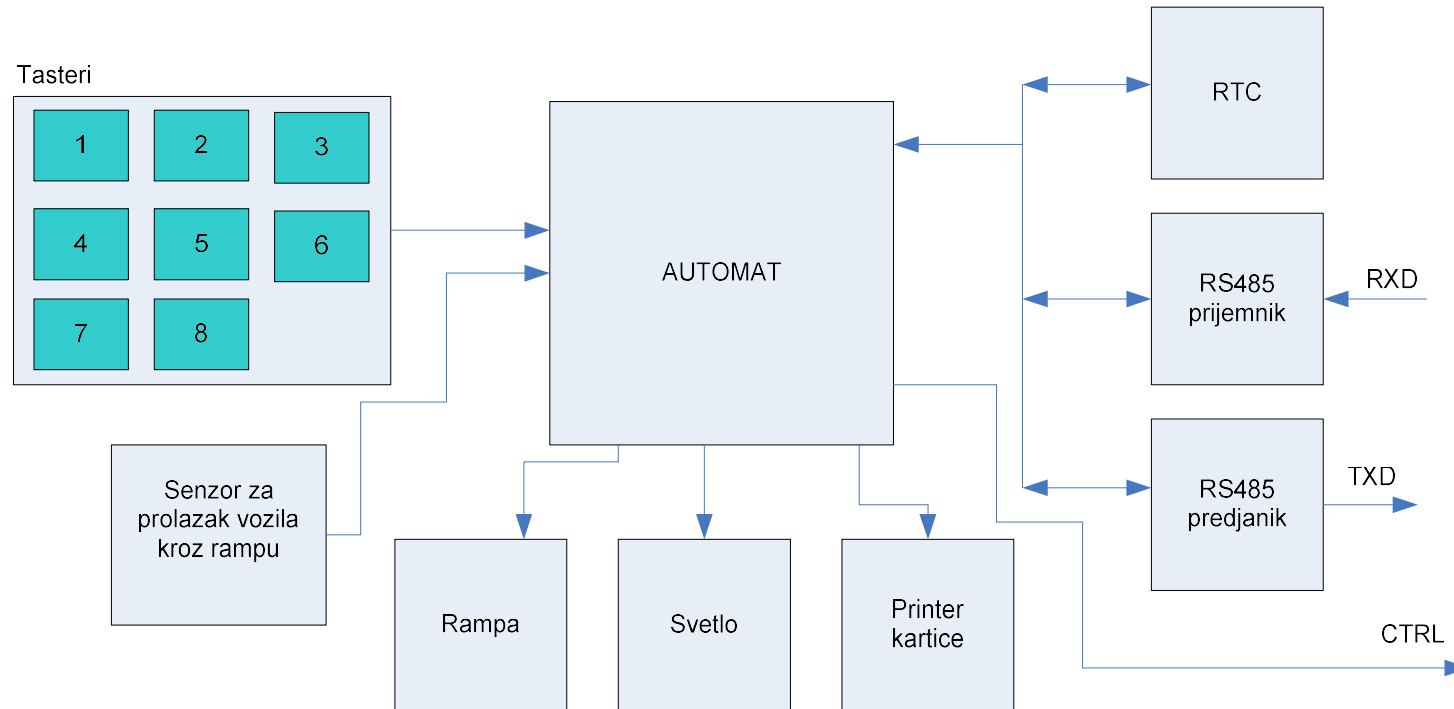 Tasteri
1
2
3
4
5
6
7
8
AUTOMAT
RTC
RS485
prijemnik
RXD
RS485
predjanik
TXD
CTRL
Senzor za
prolazak vozila
kroz rampu
Rampa
Svetlo
Printer
kartice